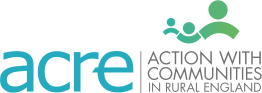 acre
ACTION WITH
COMMUNITIES
IN RURAL ENGLAND